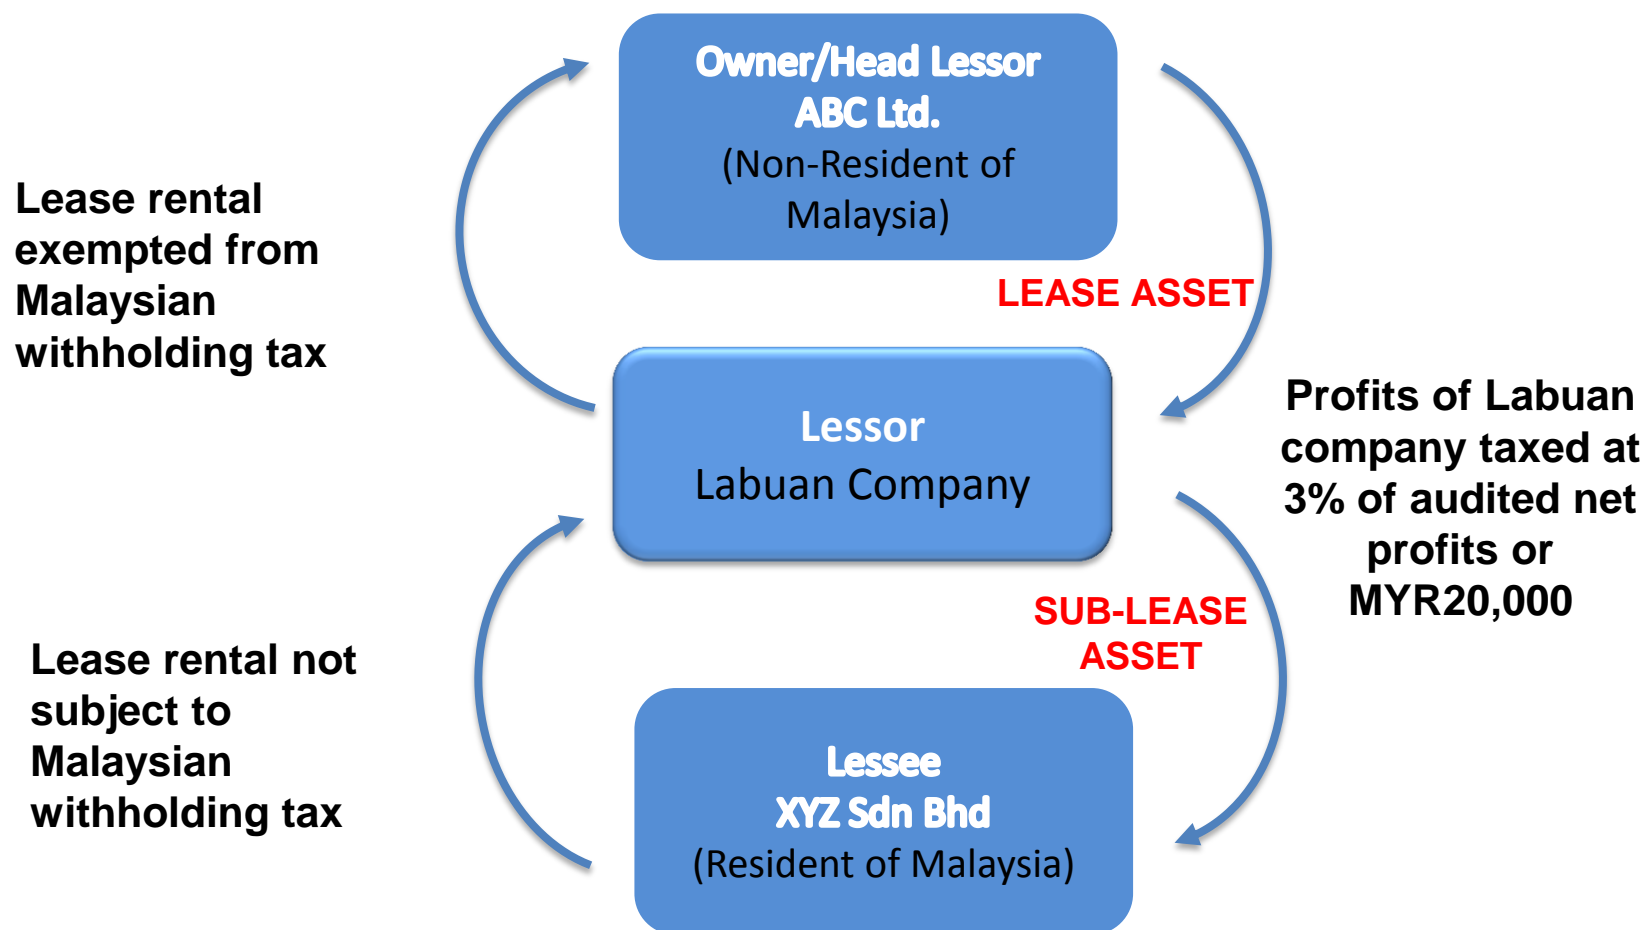 Owner/Head Lessor
ABC Ltd.
(Non-Resident of
Malaysia)
Lease rental
exempted from
Malaysian
withholding tax
LEASE ASSET
Lessor
Labuan Company
Profits of Labuan
company taxed at
3% of audited net
profits or
MYR20,000
SUB-LEASE
ASSET
Lease rental not
subject to
Malaysian
withholding tax
Lessee
XYZ Sdn Bhd
(Resident of Malaysia)